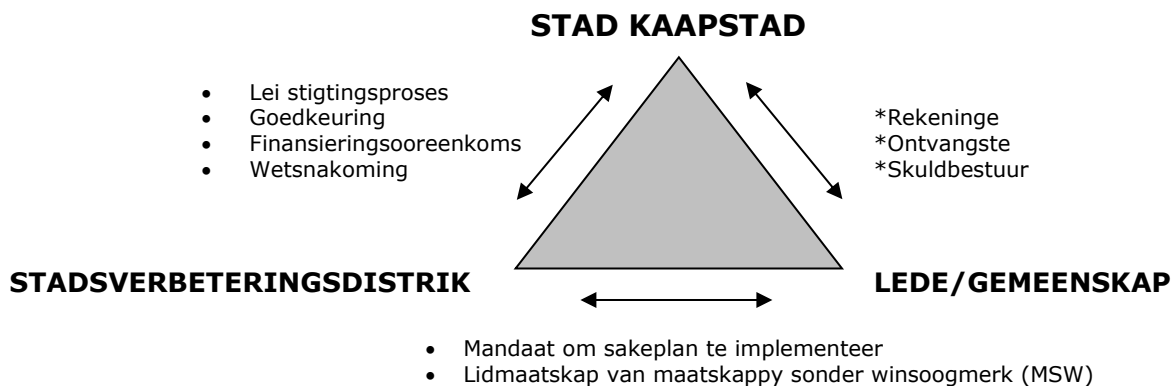 STAD KAAPSTAD
• Lei stigtingsproses
• Goedkeuring
• Finansieringsooreenkoms
• Wetsnakoming
*Rekeninge
*Ontvangste
*Skuldbestuur
STADSVERBETERINGSDISTRIK
LEDE/GEMEENSKAP
• Mandaat om sakeplan te implementeer
• Lidmaatskap van maatskappy sonder winsoogmerk (MSW)